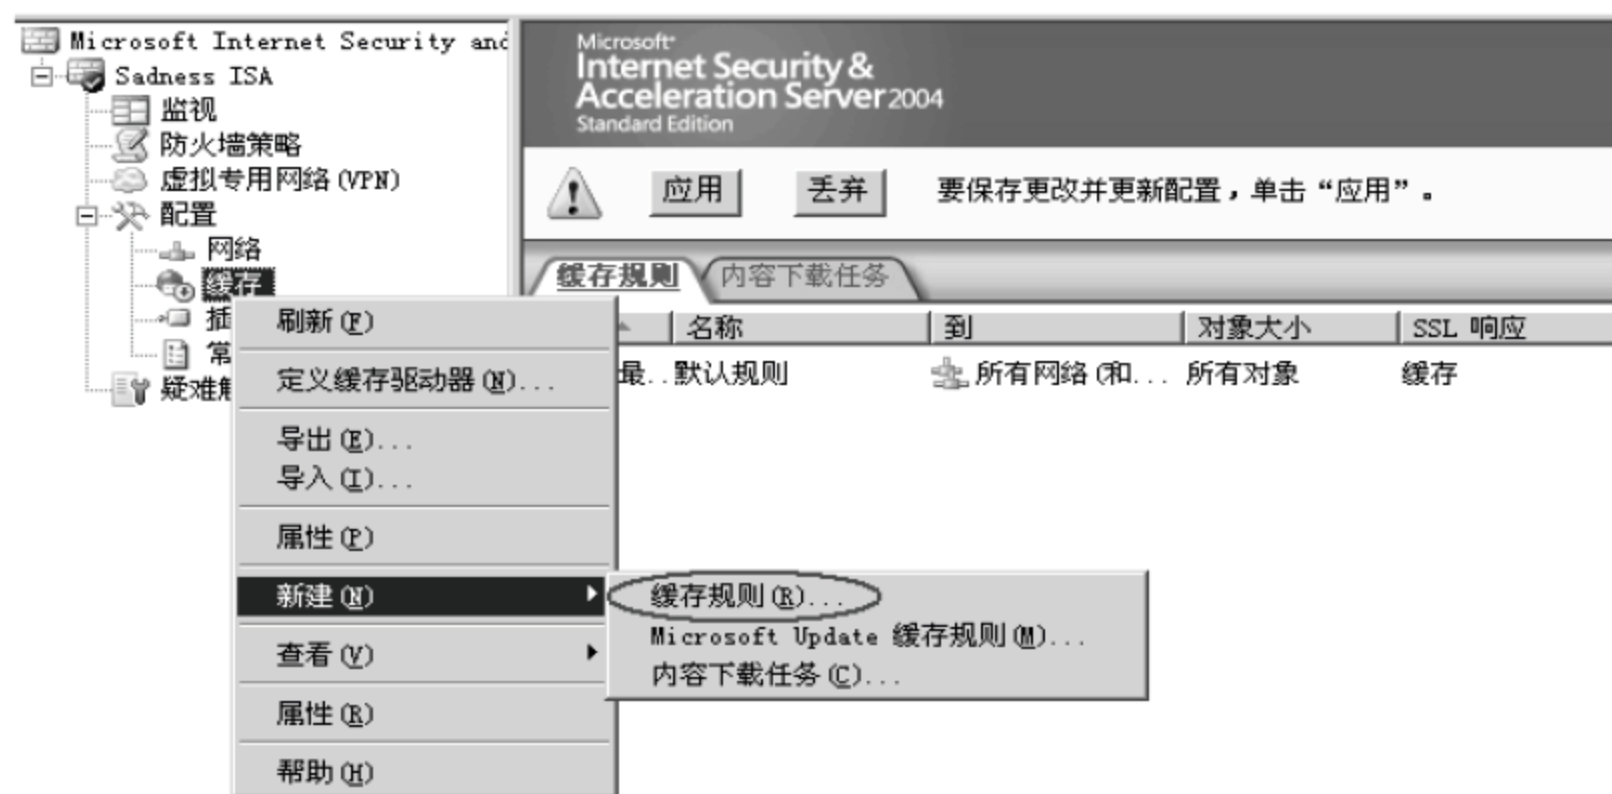 Microsoft Internet Security and
Sadness ISA
监视
防火墙策略
虚拟专用网络(VPN)
配置
网络
缓存
插
常
疑难解
Microsoft®
Internet Security &
Acceleration Server 2004
Standard Edition
应用 丢弃 要保存更改并更新配置，单击“应用”。
缓存规则 内容下载任务
名称 到 对象大小 SSL 响应
最.. 默认规则 所有网络(和... 所有对象 缓存
刷新(F)
定义缓存驱动器(N)...
导出(E)...
导入(I)...
属性(P)
新建(N)
查看(V)
属性(R)
帮助(H)
缓存规则(R)...
Microsoft Update 缓存规则(M)...
内容下载任务(C)...